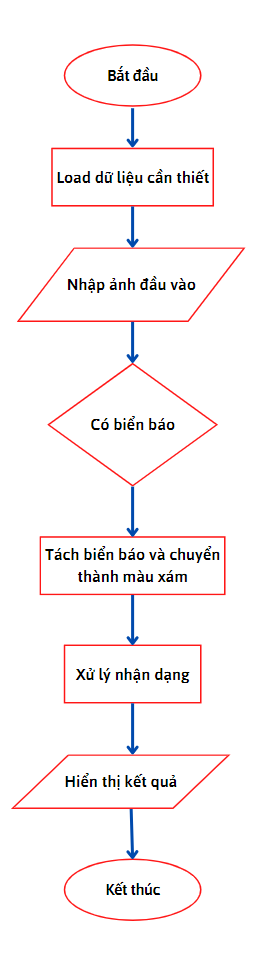 Bắt đầu
Load dữ liệu cần thiết
Nhập ảnh đầu vào
Có biển báo
Tách biển báo và chuyển
thành màu xám
Xử lý nhận dạng
Hiển thị kết quả
Kết thúc